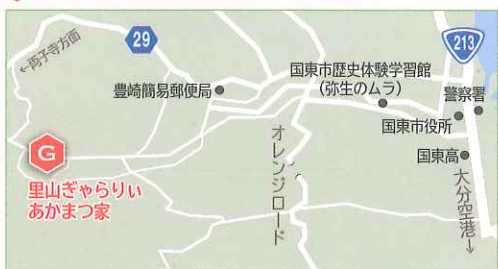 ←両子寺方面
29
213
国東市歴史体験学習館
（弥生のムラ）
警察署
豊崎簡易郵便局
国東市役所
国東高
G
里山ぎゃらりぃ
あかまつ家
オレンジロード
大分空港→